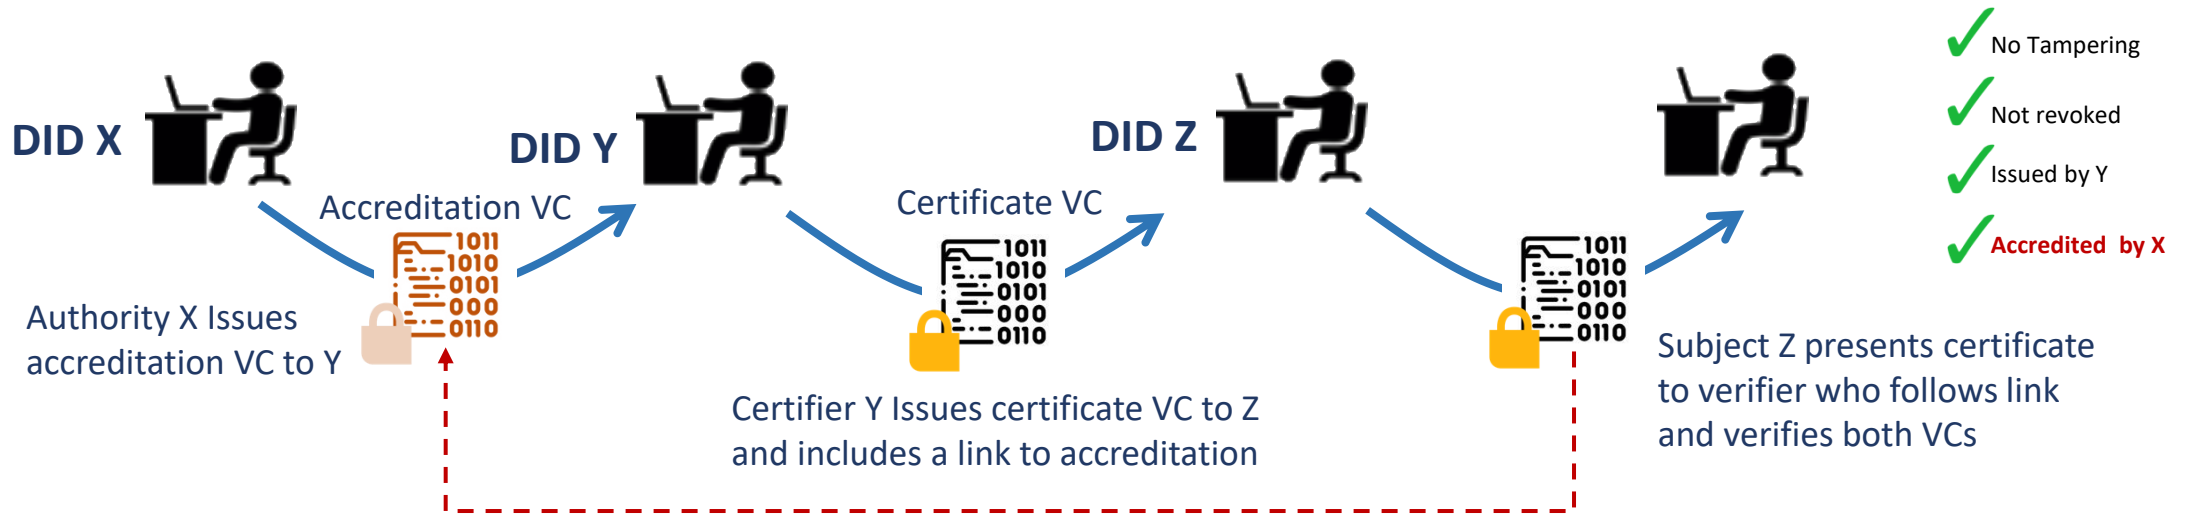 DID X
Accreditation VC
1011
1010
0101
000
0110
Authority X Issues
accreditation VC to Y
DID Y
Certificate VC
1011
1010
0101
000
0110
Certifier Y Issues certificate VC to Z
and includes a link to accreditation
DID Z
1011
1010
0101
000
0110
Subject Z presents certificate
to verifier who follows link
and verifies both VCs
No Tampering
Not revoked
Issued by Y
Accredited by X